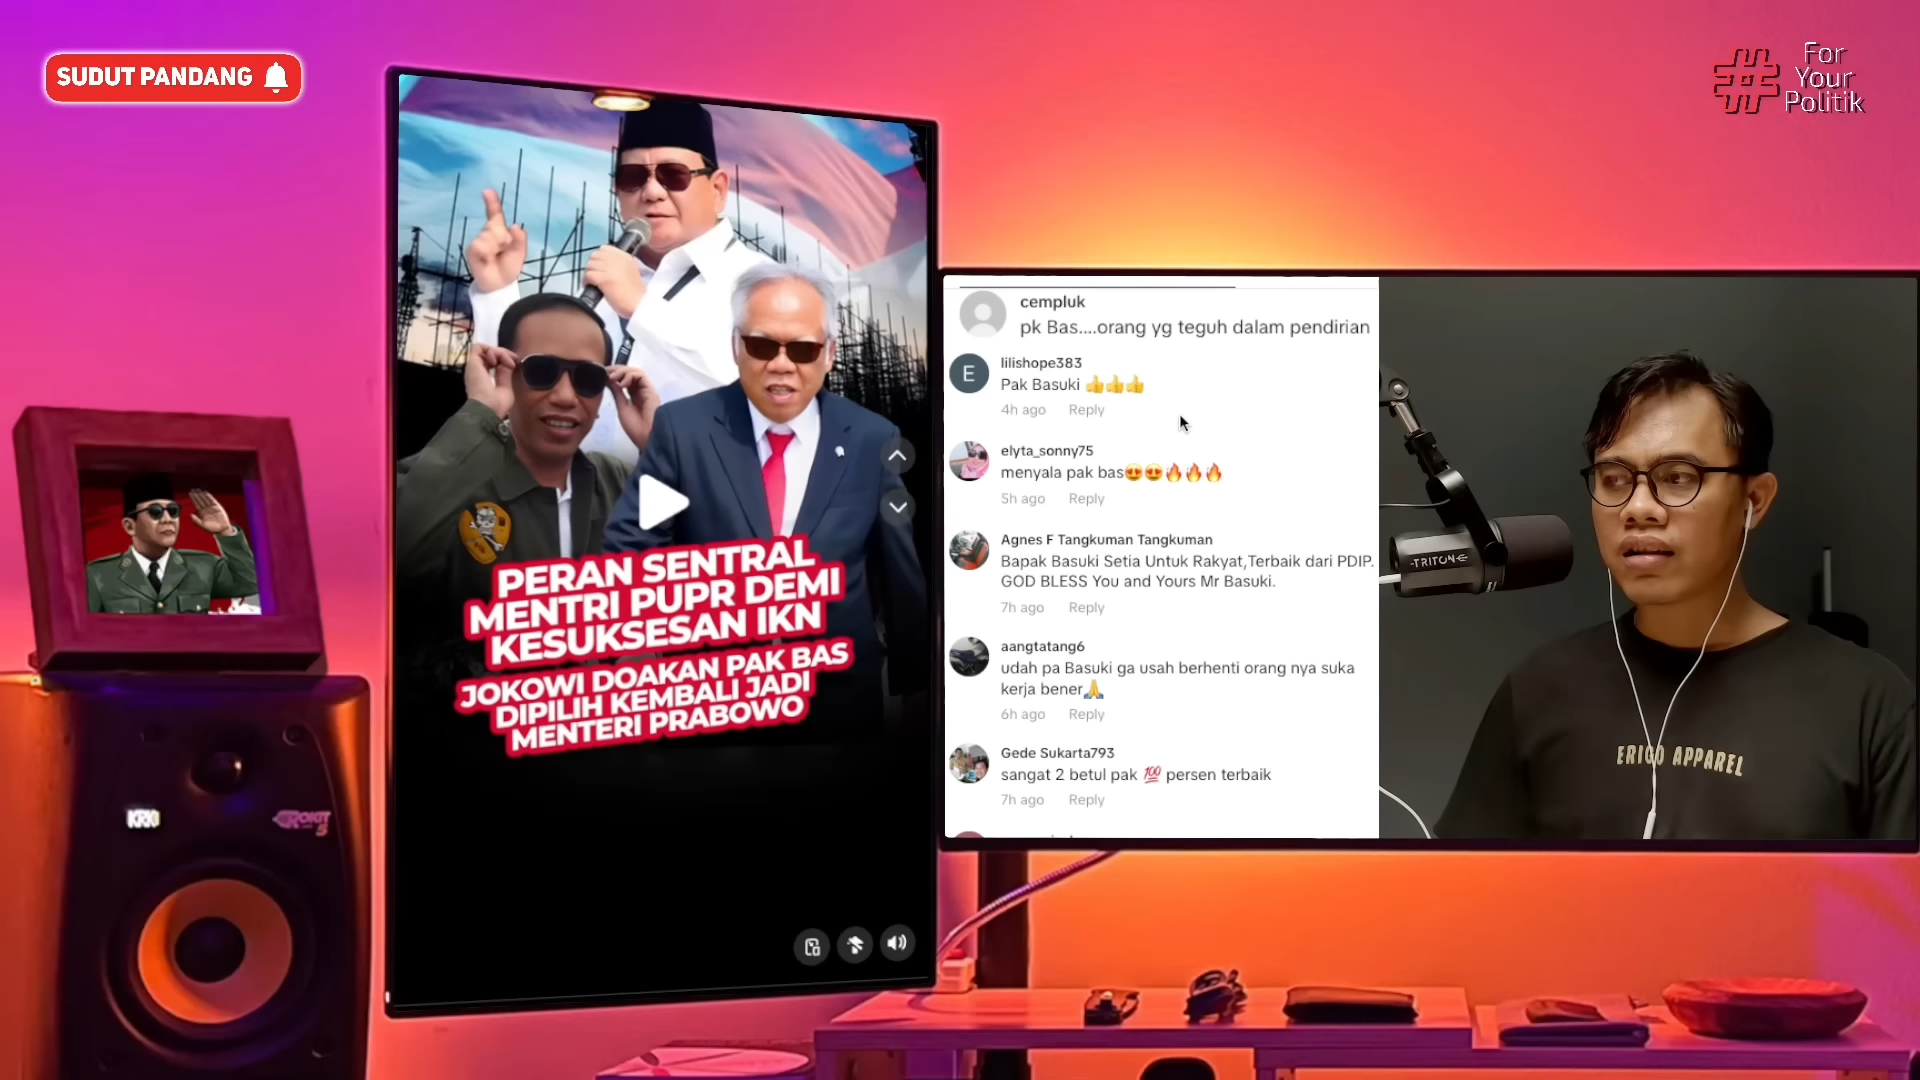 SUDUT PANDANG
For
Your
Politik
PERAN SENTRAL
MENTRI PUPR DEMI
KESUKSESAN IKN
JOKOWI DOAKAN PAK BAS
DIPILIH KEMBALI JADI
MENTERI PRABOWO
cempluk
pk Bas....orang yg teguh dalam pendirian
E
lilishope383
Pak Basuki 👍👍👍
4h ago Reply
elyta_sonny75
menyala pak bas😍😍🔥🔥🔥
5h ago Reply
Agnes F Tangkuman Tangkuman
Bapak Basuki Setia Untuk Rakyat,Terbaik dari PDIP.
GOD BLESS You and Yours Mr Basuki.
7h ago Reply
aangtatang6
udah pa Basuki ga usah berhenti orang nya suka
kerja bener🙏
6h ago Reply
Gede Sukarta793
sangat 2 betul pak 💯 persen terbaik
7h ago Reply
TRITON
ERIGO APPAREL
KRK
ROKIT
5